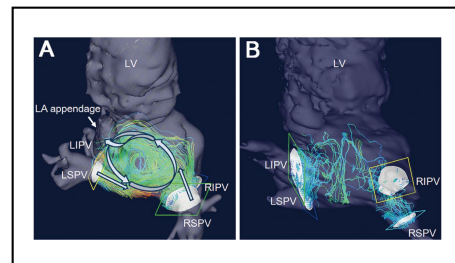 A
LV
LA appendage
LIPV
LSPV
RIPV
RSPV
B
LV
LIPV
LSPV
RIPV
RSPV